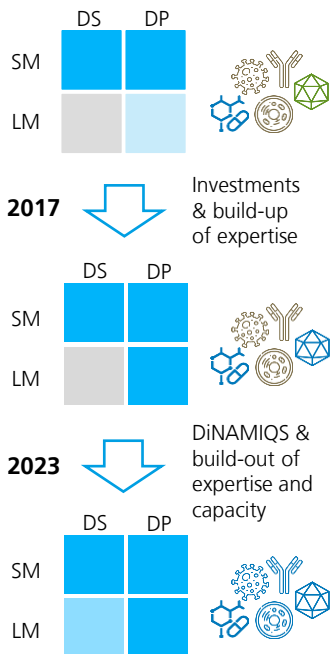 DS DP
SM
LM
2017
Investments
& build-up
of expertise
DS DP
SM
LM
2023
DiNAMIQS &
build-out of
expertise and
capacity
DS DP
SM
LM